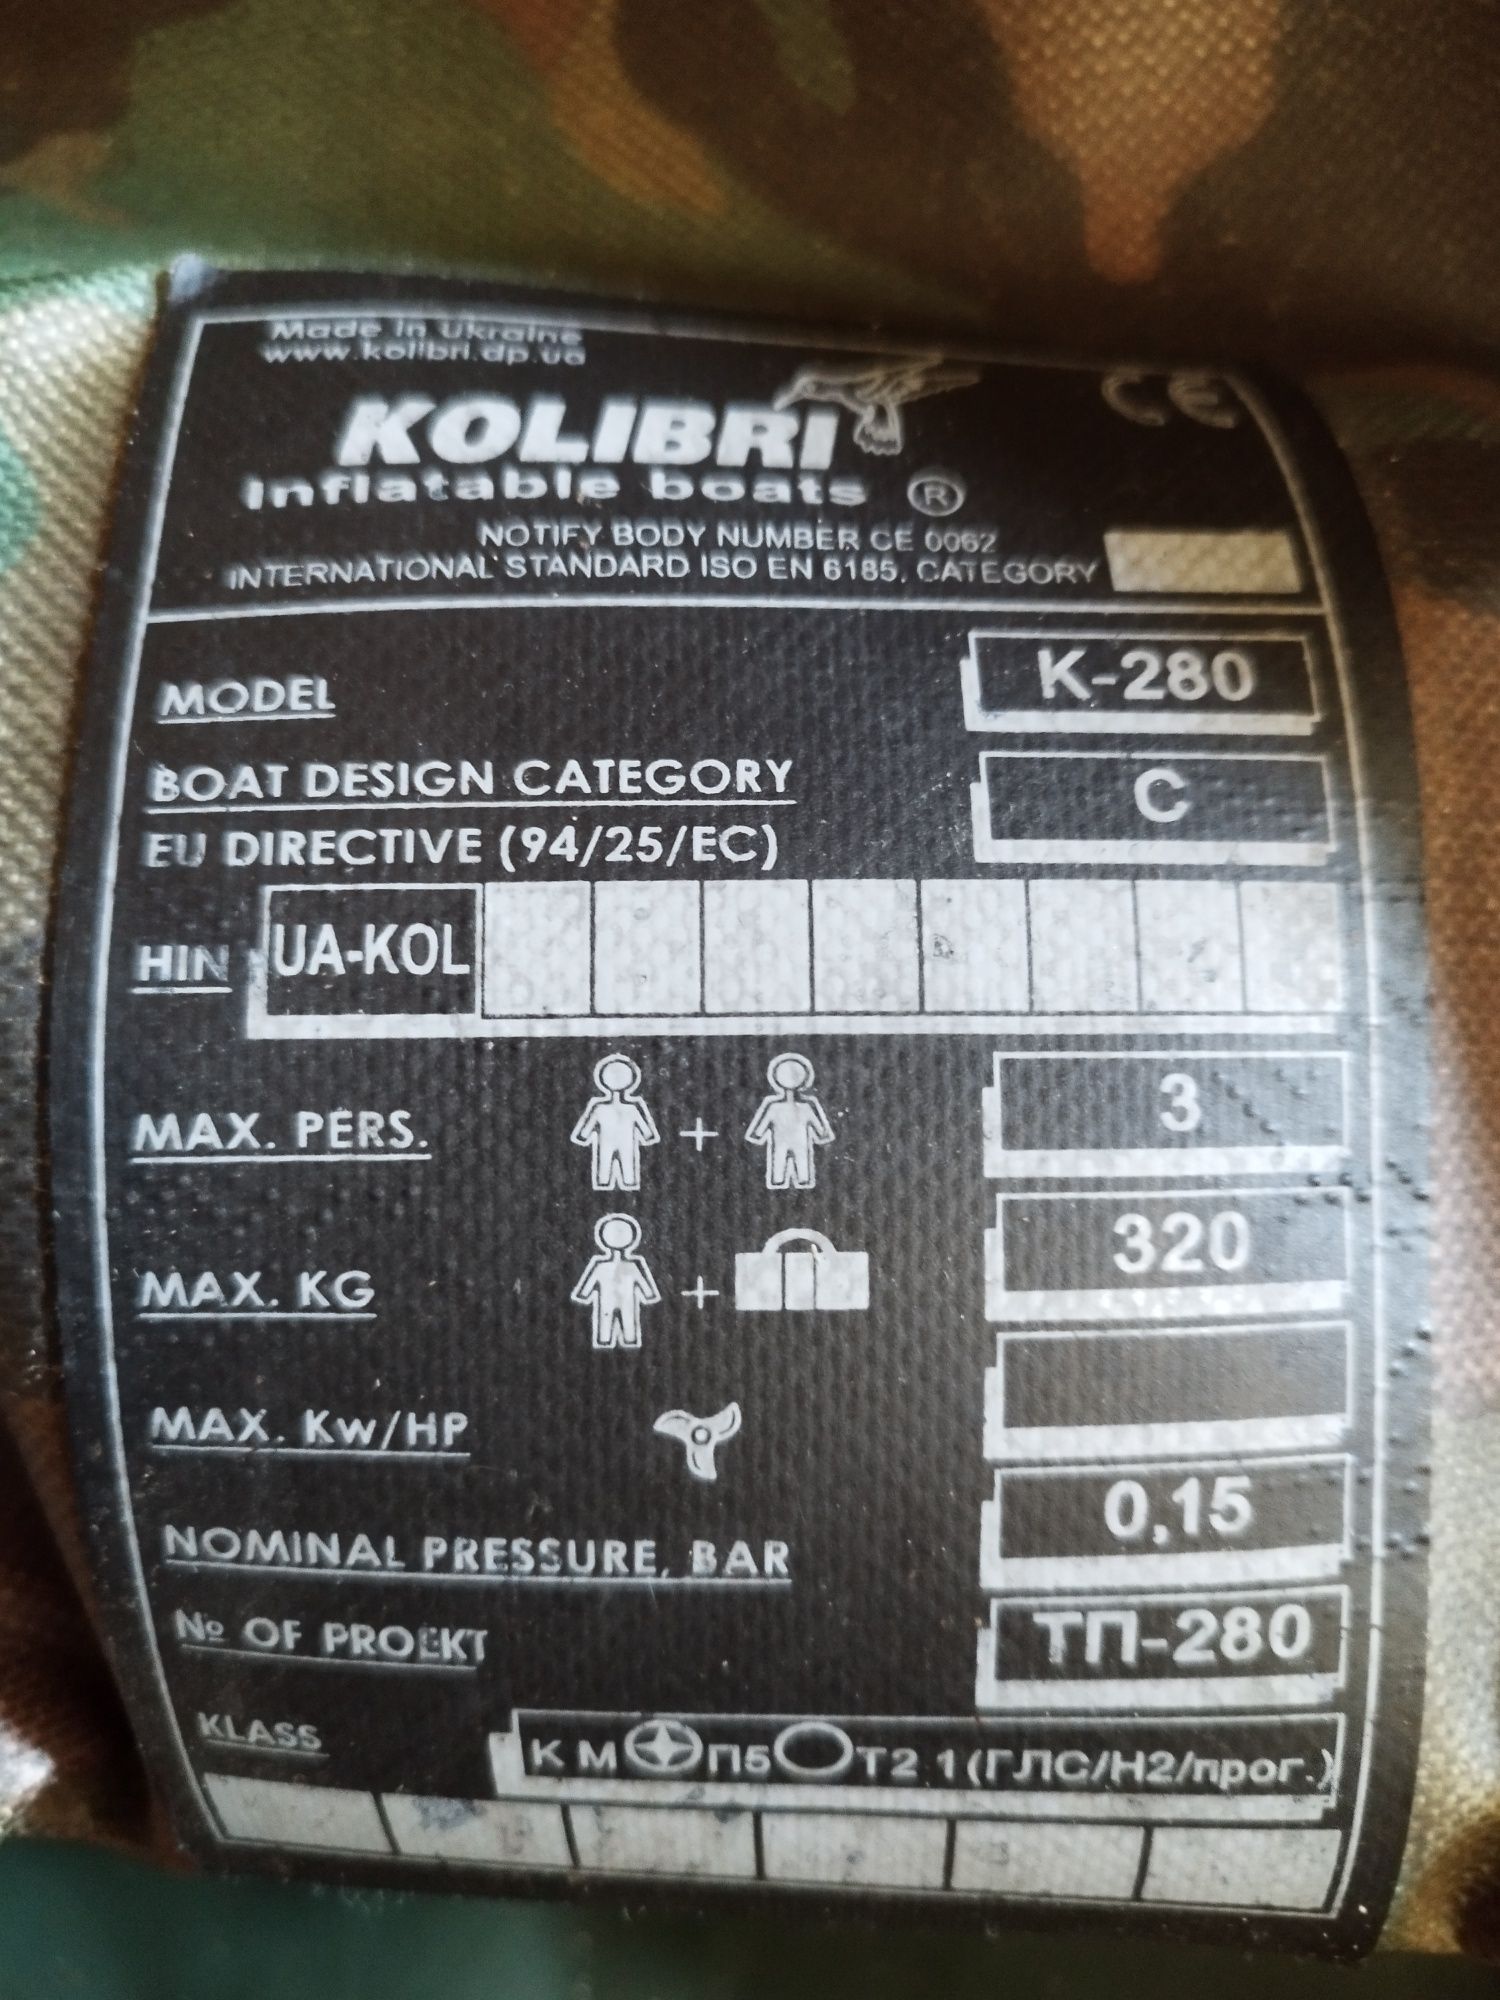 Made in Ukraine
www.kolibri.dp.ua
KOLIBRI
CE
inflatable boats ®
NOTIFY BODY NUMBER CE 0062
INTERNATIONAL STANDARD ISO EN 6185, CATEGORY
MODEL K-280
BOAT DESIGN CATEGORY C
EU DIRECTIVE (94/25/EC)
HIN UA-KOL
MAX. PERS. + 3
MAX. KG + 320
MAX. Kw/HP
NOMINAL PRESSURE, BAR 0,15
№ OF PROEKT ТП-280
KLASS К М П5 Т2 1 (ГЛС/Н2/прог.)